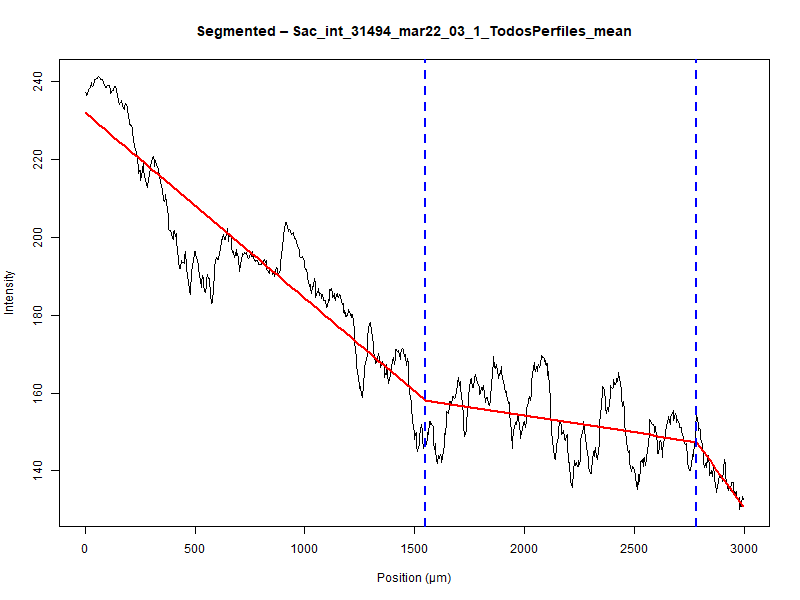 Segmented – Sac_int_31494_mar22_03_1_TodosPerfiles_mean
Intensity
240
220
200
180
160
140
0 500 1000 1500 2000 2500 3000
Position (µm)